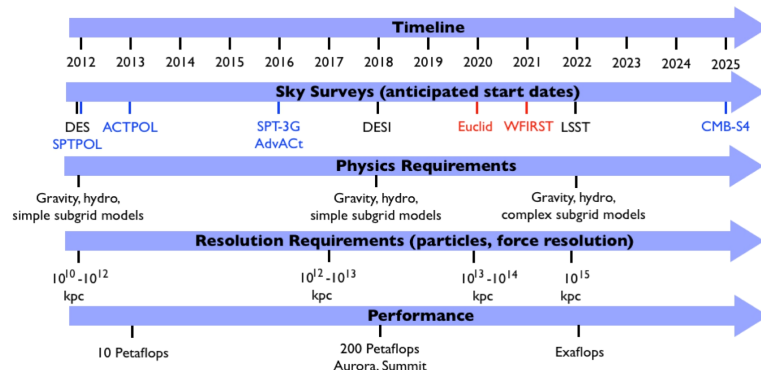 Timeline
2012 2013 2014 2015 2016 2017 2018 2019 2020 2021 2022 2023 2024 2025
Sky Surveys (anticipated start dates)
DES ACTPOL SPT-3G DESI Euclid WFIRST LSST CMB-S4
SPTPOL AdvACt
Physics Requirements
Gravity, hydro, Gravity, hydro, Gravity, hydro,
simple subgrid models simple subgrid models complex subgrid models
Resolution Requirements (particles, force resolution)
10¹⁰-10¹² 10¹²-10¹³ 10¹³-10¹⁴ 10¹⁵
kpc kpc kpc kpc
Performance
10 Petaflops 200 Petaflops Exaflops
Aurora, Summit